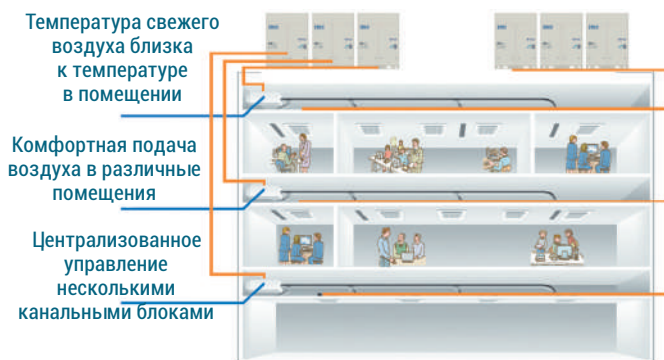 Температура свежего
воздуха близка
к температуре
в помещении
Комфортная подача
воздуха в различные
помещения
Централизованное
управление
несколькими
канальными блоками